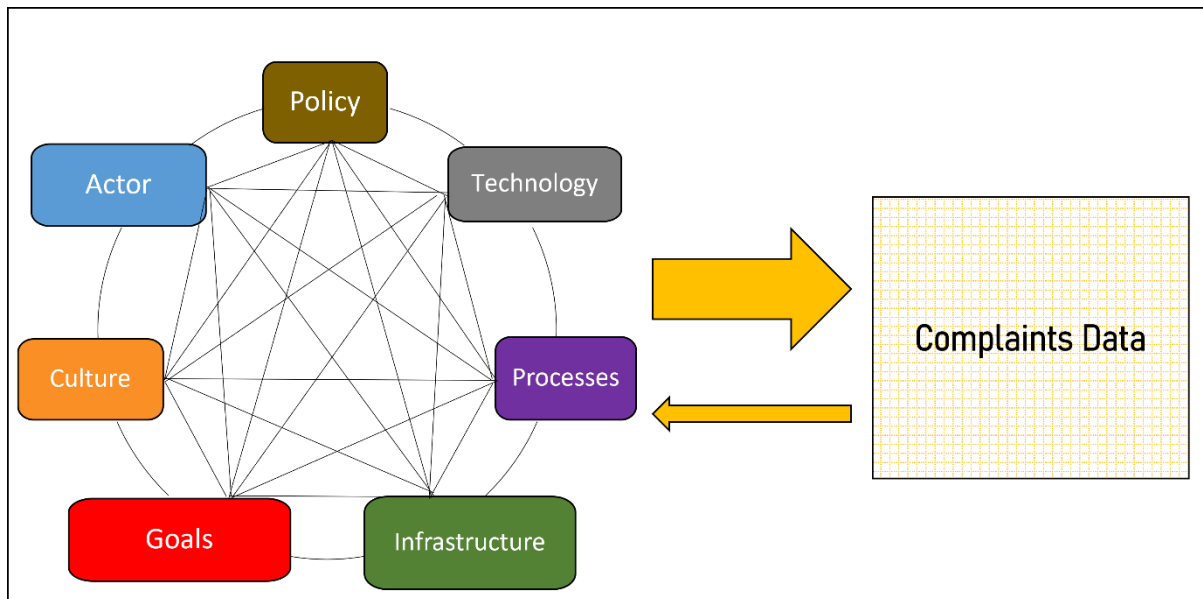 Policy
Actor
Technology
Complaints Data
Culture
Processes
Goals
Infrastructure